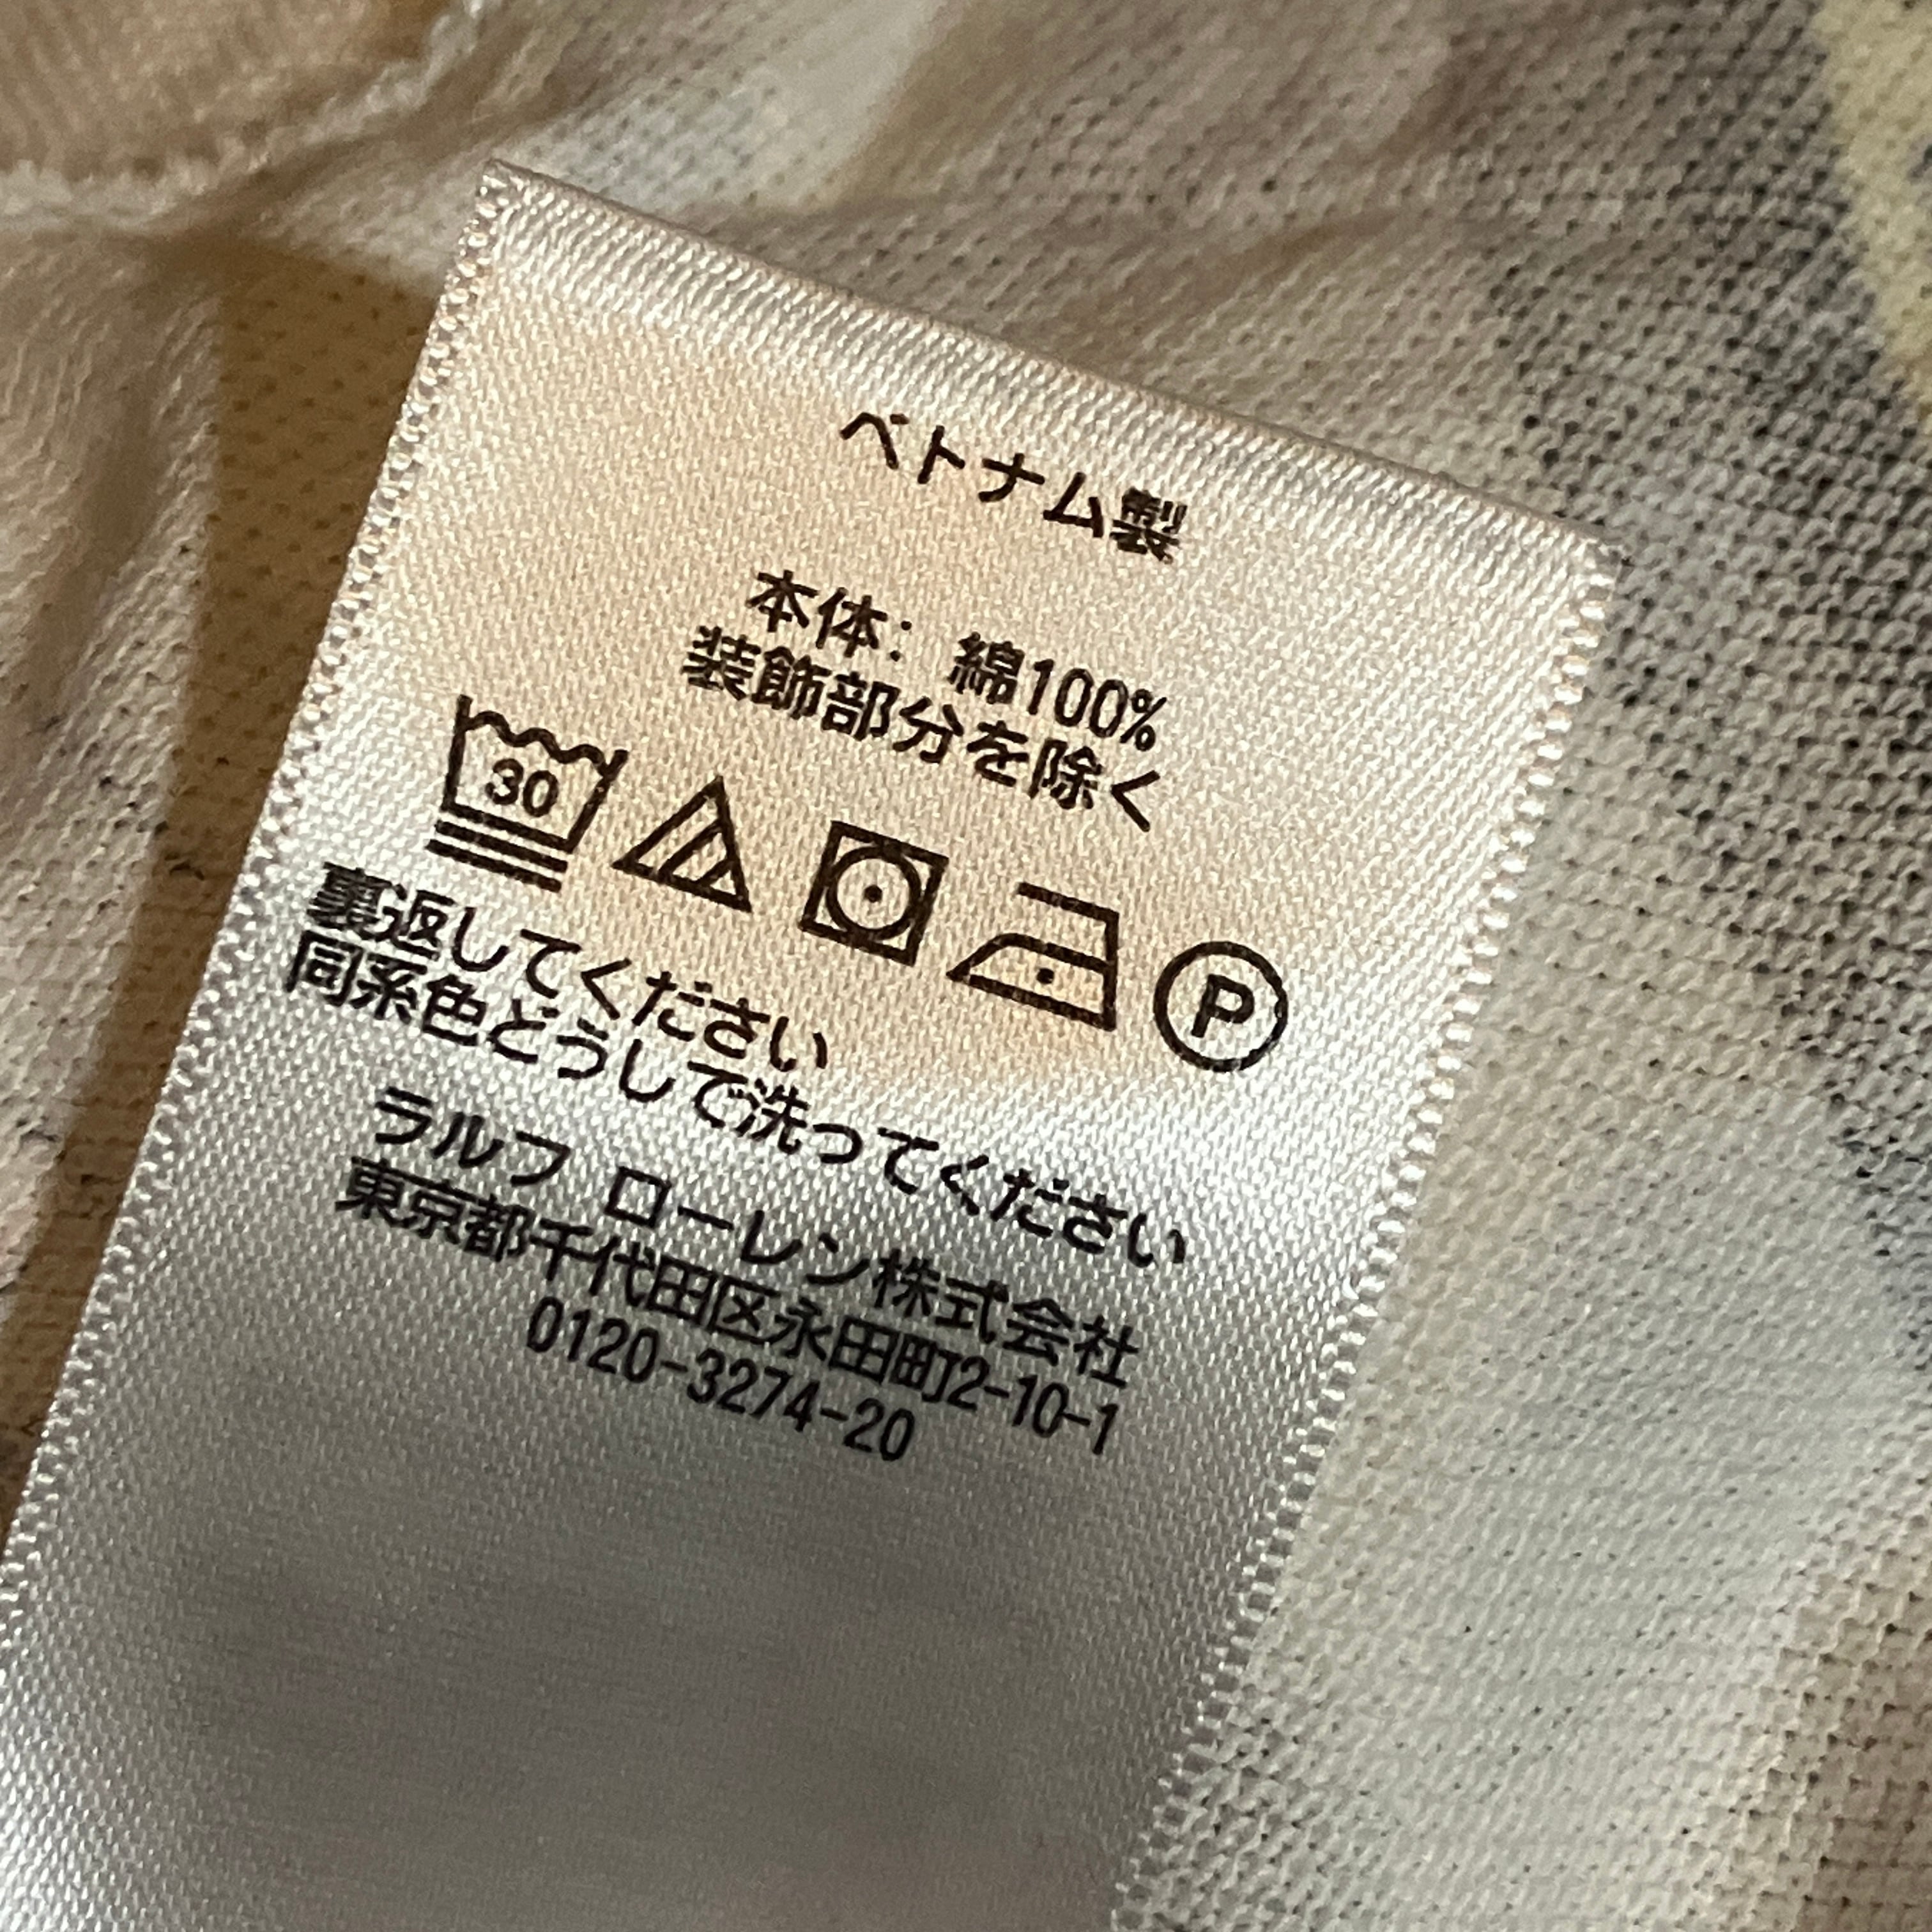 ベトナム製
本体: 綿100%
装飾部分を除く
30
P
裏返してください
同系色どうしで洗ってください
ラルフ ローレン株式会社
東京都千代田区永田町2-10-1
0120-3274-20